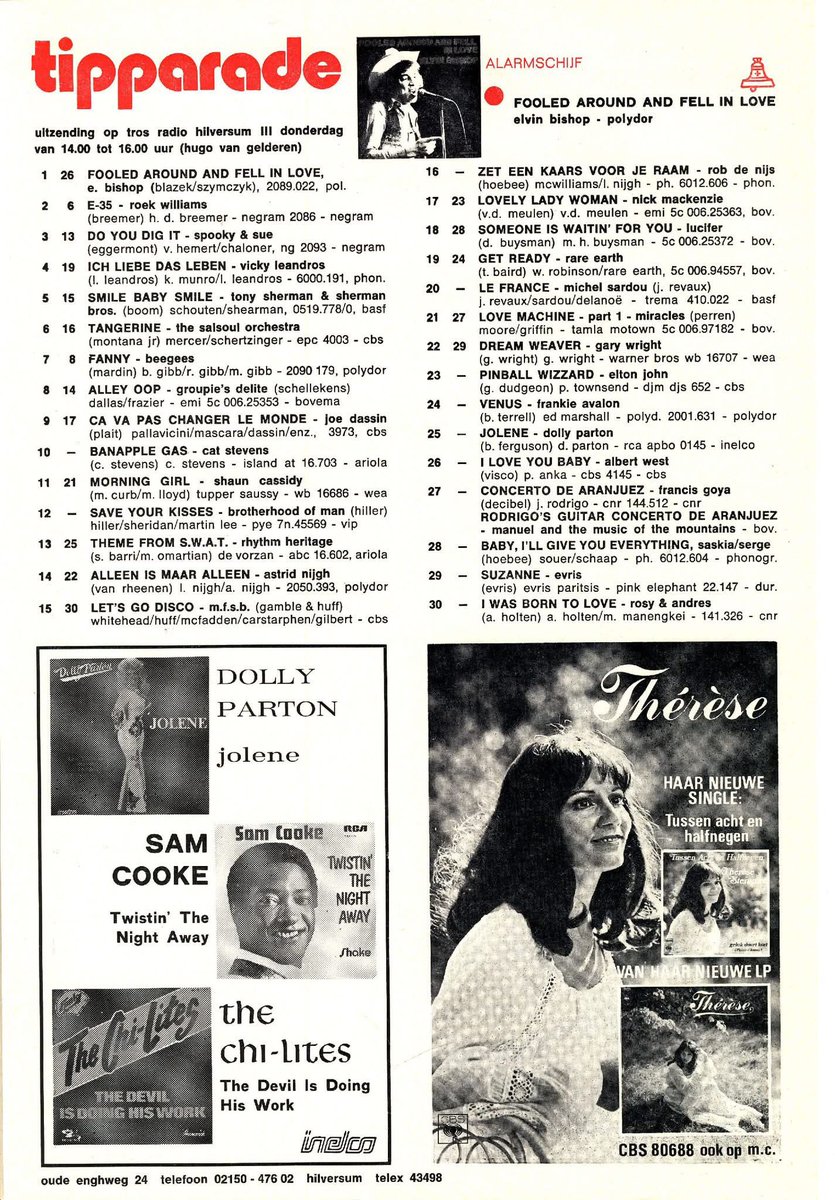 tipparade
uitzending op tros radio hilversum III donderdag
van 14.00 tot 16.00 uur (hugo van gelderen)
FOOLED AROUND AND FELL
IN LOVE
ELVIN BISHOP
ALARMSCHIJF
FOOLED AROUND AND FELL IN LOVE
elvin bishop - polydor
1 26 FOOLED AROUND AND FELL IN LOVE,
e. bishop (blazek/szymczyk), 2089.022, pol.
2 6 E-35 - roek williams
(breemer) h. d. breemer - negram 2086 - negram
3 13 DO YOU DIG IT - spooky & sue
(eggermont) v. hemert/chaloner, ng 2093 - negram
4 19 ICH LIEBE DAS LEBEN - vicky leandros
(l. leandros) k. munro/l. leandros - 6000.191, phon.
5 15 SMILE BABY SMILE - tony sherman & sherman
bros. (boom) schouten/shearman, 0519.778/0, basf
6 16 TANGERINE - the salsoul orchestra
(montana jr) mercer/schertzinger - epc 4003 - cbs
7 8 FANNY - beegees
(mardin) b. gibb/r. gibb/m. gibb - 2090 179, polydor
8 14 ALLEY OOP - groupie's delite (schellekens)
dallas/frazier - emi 5c 006.25353 - bovema
9 17 CA VA PAS CHANGER LE MONDE - joe dassin
(plait) pallavicini/mascara/dassin/enz., 3973, cbs
10 – BANAPPLE GAS - cat stevens
(c. stevens) c. stevens - island at 16.703 - ariola
11 21 MORNING GIRL - shaun cassidy
(m. curb/m. lloyd) tupper saussy - wb 16686 - wea
12 – SAVE YOUR KISSES - brotherhood of man (hiller)
hiller/sheridan/martin lee - pye 7n.45569 - vip
13 25 THEME FROM S.W.A.T. - rhythm heritage
(s. barri/m. omartian) de vorzan - abc 16.602, ariola
14 22 ALLEEN IS MAAR ALLEEN - astrid nijgh
(van rheenen) l. nijgh/a. nijgh - 2050.393, polydor
15 30 LET'S GO DISCO - m.f.s.b. (gamble & huff)
whitehead/huff/mcfadden/carstarphen/gilbert - cbs
16 – ZET EEN KAARS VOOR JE RAAM - rob de nijs
(hoebee) mcwilliams/l. nijgh - ph. 6012.606 - phon.
17 23 LOVELY LADY WOMAN - nick mackenzie
(v.d. meulen) v.d. meulen - emi 5c 006.25363, bov.
18 28 SOMEONE IS WAITIN' FOR YOU - lucifer
(d. buysman) m. h. buysman - 5c 006.25372 - bov.
19 24 GET READY - rare earth
(t. baird) w. robinson/rare earth, 5c 006.94557, bov.
20 – LE FRANCE - michel sardou (j. revaux)
j. revaux/sardou/delanoë - trema 410.022 - basf
21 27 LOVE MACHINE - part 1 - miracles (perren)
moore/griffin - tamla motown 5c 006.97182 - bov.
22 29 DREAM WEAVER - gary wright
(g. wright) g. wright - warner bros wb 16707 - wea
23 – PINBALL WIZZARD - elton john
(g. dudgeon) p. townsend - djm djs 652 - cbs
24 – VENUS - frankie avalon
(b. terrell) ed marshall - polyd. 2001.631 - polydor
25 – JOLENE - dolly parton
(b. ferguson) d. parton - rca apbo 0145 - inelco
26 – I LOVE YOU BABY - albert west
(visco) p. anka - cbs 4145 - cbs
27 – CONCERTO DE ARANJUEZ - francis goya
(decibel) j. rodrigo - cnr 144.512 - cnr
RODRIGO'S GUITAR CONCERTO DE ARANJUEZ
- manuel and the music of the mountains - bov.
28 – BABY, I'LL GIVE YOU EVERYTHING, saskia/serge
(hoebee) souer/schaap - ph. 6012.604 - phonogr.
29 – SUZANNE - evris
(evris) evris paritsis - pink elephant 22.147 - dur.
30 – I WAS BORN TO LOVE - rosy & andres
(a. holten) a. holten/m. manengkei - 141.326 - cnr
Dolly Parton
JOLENE
DOLLY
PARTON
jolene
SAM
COOKE
Twistin' The
Night Away
Sam Cooke RCA
TWISTIN'
THE
NIGHT
AWAY
Shake
The Chi-Lites
THE DEVIL
IS DOING HIS WORK
the
chi-lites
The Devil Is Doing
His Work
inelco
Thérèse
HAAR NIEUWE
SINGLE:
Tussen acht en
halfnegen
Tussen Acht en Halfnegen
Thérèse
Steinmetz
VAN HAAR NIEUWE LP
Thérèse
CBS
CBS 80688 ook op m.c.
oude enghweg 24 telefoon 02150 - 476 02 hilversum telex 43498